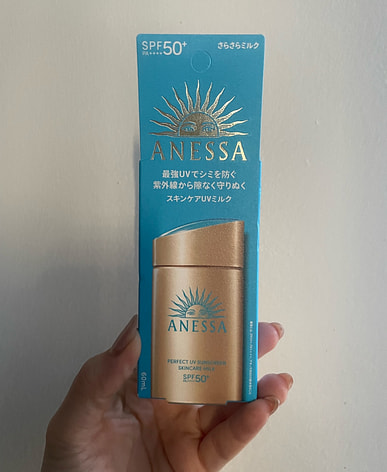 SPF50+
PA++++
さらさらミルク
ANESSA
最強UVでシミを防ぐ
紫外線から隙なく守りぬく
スキンケアUVミルク
ANESSA
PERFECT UV SUNSCREEN
SKINCARE MILK
SPF50+
60mL